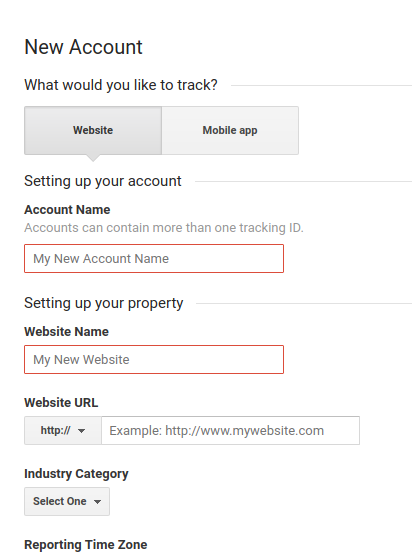 New Account
What would you like to track?
Website Mobile app
Setting up your account
Account Name
Accounts can contain more than one tracking ID.
My New Account Name
Setting up your property
Website Name
My New Website
Website URL
http:// Example: http://www.mywebsite.com
Industry Category
Select One
Reporting Time Zone